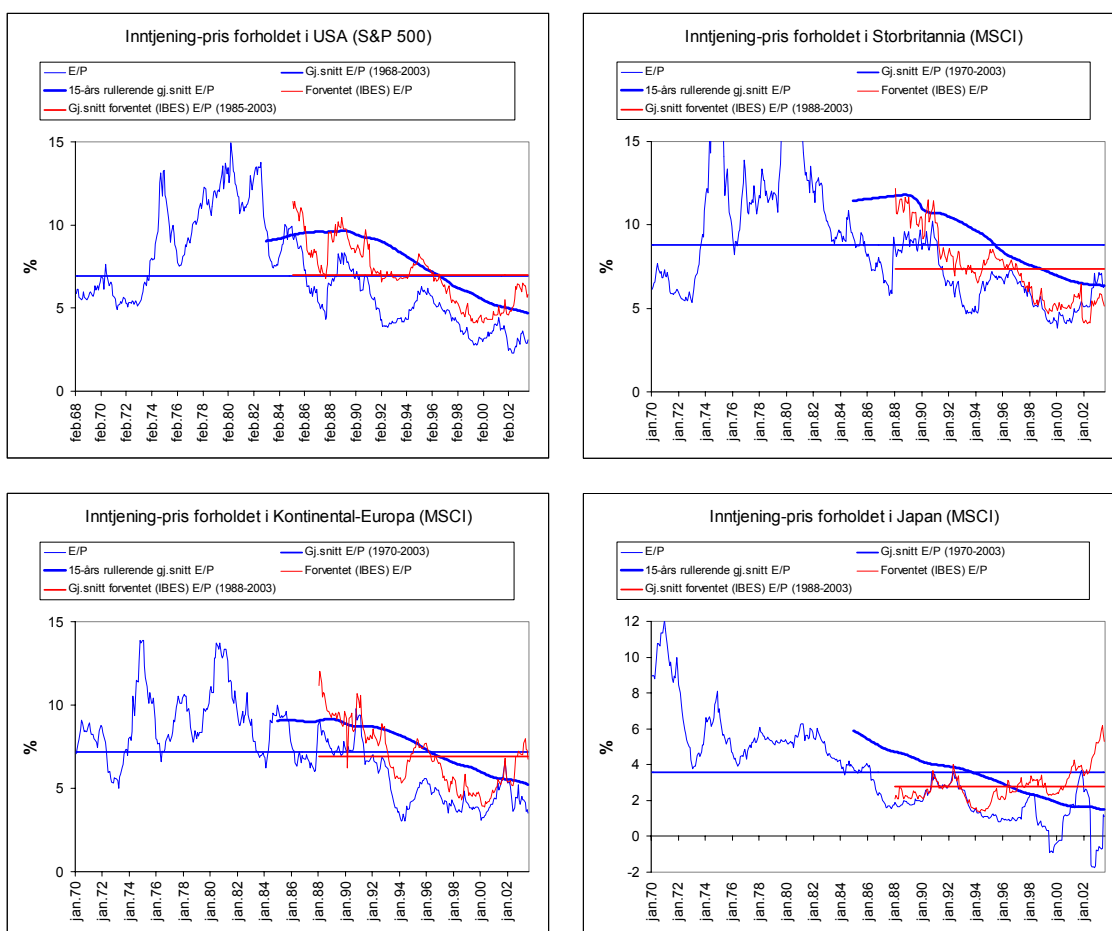 Inntjening-pris forholdet i USA (S&P 500)
E/P
Gj.snitt E/P (1968-2003)
15-års rullerende gj.snitt E/P
Forventet (IBES) E/P
Gj.snitt forventet (IBES) E/P (1985-2003)
%
15
10
5
0
feb.68 feb.70 feb.72 feb.74 feb.76 feb.78 feb.80 feb.82 feb.84 feb.86 feb.88 feb.90 feb.92 feb.94 feb.96 feb.98 feb.00 feb.02
Inntjening-pris forholdet i Storbritannia (MSCI)
E/P
Gj.snitt E/P (1970-2003)
15-års rullerende gj.snitt E/P
Forventet (IBES) E/P
Gj.snitt forventet (IBES) E/P (1988-2003)
%
15
10
5
0
jan.70 jan.72 jan.74 jan.76 jan.78 jan.80 jan.82 jan.84 jan.86 jan.88 jan.90 jan.92 jan.94 jan.96 jan.98 jan.00 jan.02
Inntjening-pris forholdet i Kontinental-Europa (MSCI)
E/P
Gj.snitt E/P (1970-2003)
15-års rullerende gj.snitt E/P
Forventet (IBES) E/P
Gj.snitt forventet (IBES) E/P (1988-2003)
%
15
10
5
0
jan.70 jan.72 jan.74 jan.76 jan.78 jan.80 jan.82 jan.84 jan.86 jan.88 jan.90 jan.92 jan.94 jan.96 jan.98 jan.00 jan.02
Inntjening-pris forholdet i Japan (MSCI)
E/P
Gj.snitt E/P (1970-2003)
15-års rullerende gj.snitt E/P
Forventet (IBES) E/P
Gj.snitt forventet (IBES) E/P (1988-2003)
%
12
10
8
6
4
2
0
-2
jan.70 jan.72 jan.74 jan.76 jan.78 jan.80 jan.82 jan.84 jan.86 jan.88 jan.90 jan.92 jan.94 jan.96 jan.98 jan.00 jan.02